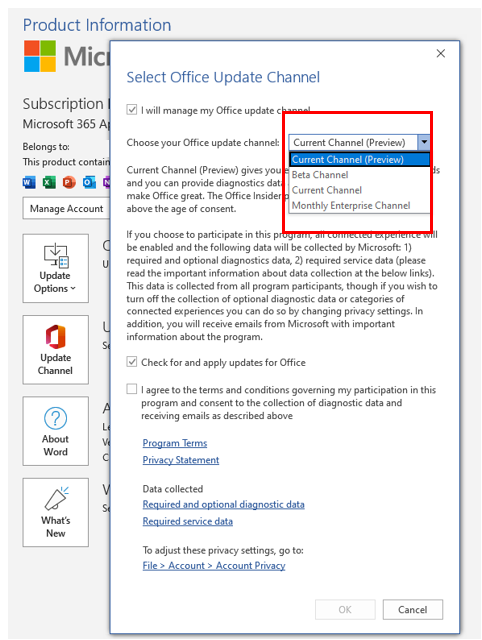 Product Information
Select Office Update Channel
Subscription
I will manage my Office update channel
Microsoft 365
Choose your Office update channel:
Current Channel (Preview)
Belongs to:
Current Channel (Preview)
This product contain
Beta Channel
Current Channel
Monthly Enterprise Channel
Current Channel (Preview) gives you
and you can provide diagnostics data
make Office great. The Office Insider
above the age of consent.
Manage Account
If you choose to participate in this program, all connected experience will
be enabled and the following data will be collected by Microsoft: 1)
required and optional diagnostics data, 2) required service data (please
read the important information about data collection at the below links).
This data is collected from all program participants, though if you wish to
turn off the collection of optional diagnostic data or categories of
connected experiences you can do so by changing privacy settings. In
addition, you will receive emails from Microsoft with important
information about the program.
Update
Options
Update
Channel
Check for and apply updates for Office
I agree to the terms and conditions governing my participation in this
program and consent to the collection of diagnostic data and
receiving emails as described above
About
Word
Program Terms
Privacy Statement
Data collected
Required and optional diagnostic data
Required service data
What's
New
To adjust these privacy settings, go to:
File > Account > Account Privacy
OK
Cancel